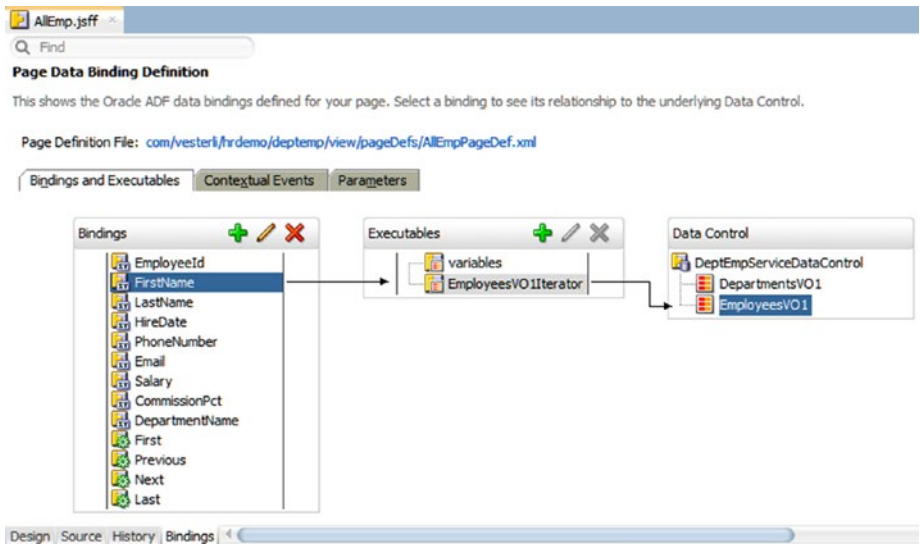 AllEmp.jsff
Find
Page Data Binding Definition
This shows the Oracle ADF data bindings defined for your page. Select a binding to see its relationship to the underlying Data Control.
Page Definition File: com/vesterli/hrdemo/deptemp/view/pageDefs/AllEmpPageDef.xml
Bindings and Executables Contextual Events Parameters
Bindings
EmployeeId
FirstName
LastName
HireDate
PhoneNumber
Email
Salary
CommissionPct
DepartmentName
First
Previous
Next
Last
Executables
variables
EmployeesVO1Iterator
Data Control
DeptEmpServiceDataControl
DepartmentsVO1
EmployeesVO1
Design Source History Bindings